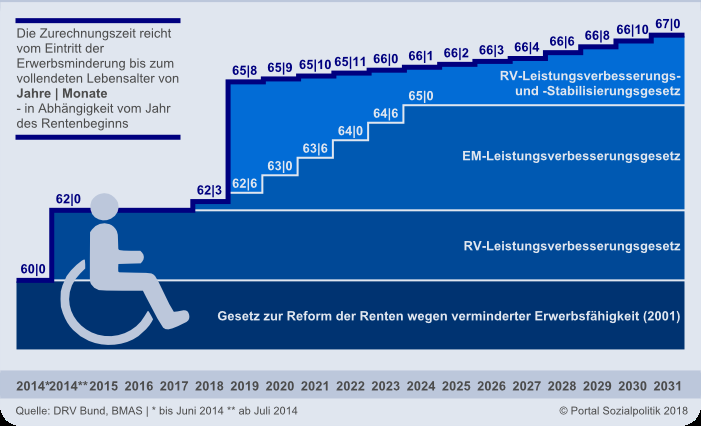 Die Zurechnungszeit reicht
vom Eintritt der
Erwerbsminderung bis zum
vollendeten Lebensalter von
Jahre | Monate
- in Abhängigkeit vom Jahr
des Rentenbeginns
60|0
62|0
62|3
65|8
65|9
65|10
65|11
66|0
66|1
66|2
66|3
66|4
66|6
66|8
66|10
67|0
62|6
63|0
63|6
64|0
64|6
65|0
RV-Leistungsverbesserungs-
und -Stabilisierungsgesetz
EM-Leistungsverbesserungsgesetz
RV-Leistungsverbesserungsgesetz
Gesetz zur Reform der Renten wegen verminderter Erwerbsfähigkeit (2001)
2014* 2014** 2015 2016 2017 2018 2019 2020 2021 2022 2023 2024 2025 2026 2027 2028 2029 2030 2031
Quelle: DRV Bund, BMAS | * bis Juni 2014 ** ab Juli 2014
© Portal Sozialpolitik 2018